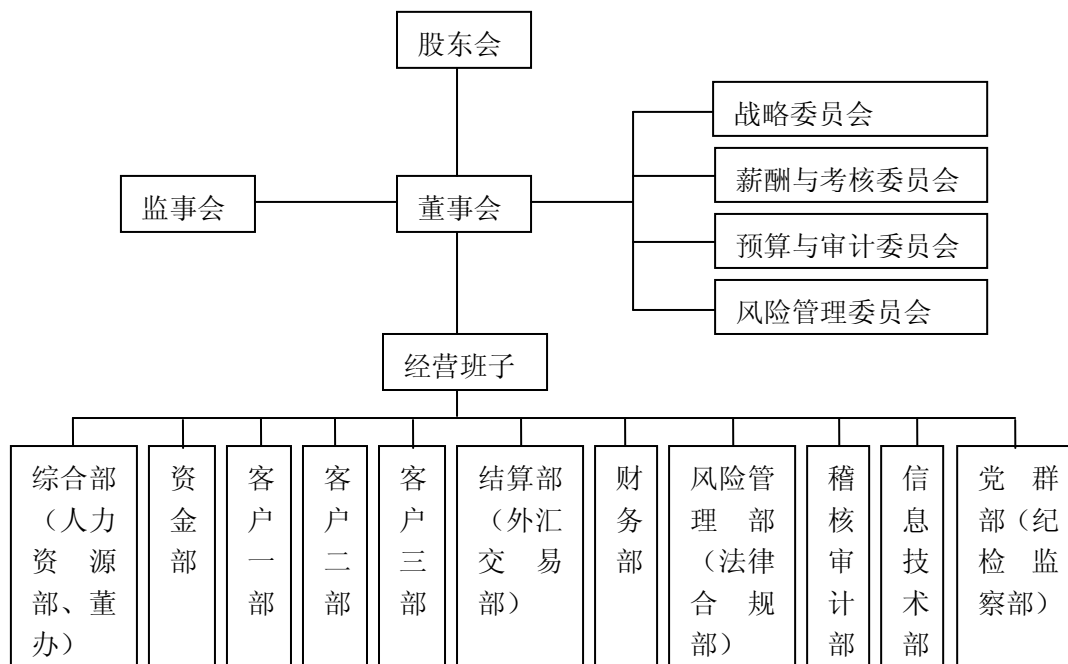 股东会
战略委员会
薪酬与考核委员会
监事会
董事会
预算与审计委员会
风险管理委员会
经营班子
综合部
（人力
资源
部、董
办）
资
金
部
客
户
一
部
客
户
二
部
客
户
三
部
结算部
（外汇
交易
部）
财
务
部
风险管
理部
（法律
合规
部）
稽
核
审
计
部
信
息
技
术
部
党群
部（纪
检监
察部）